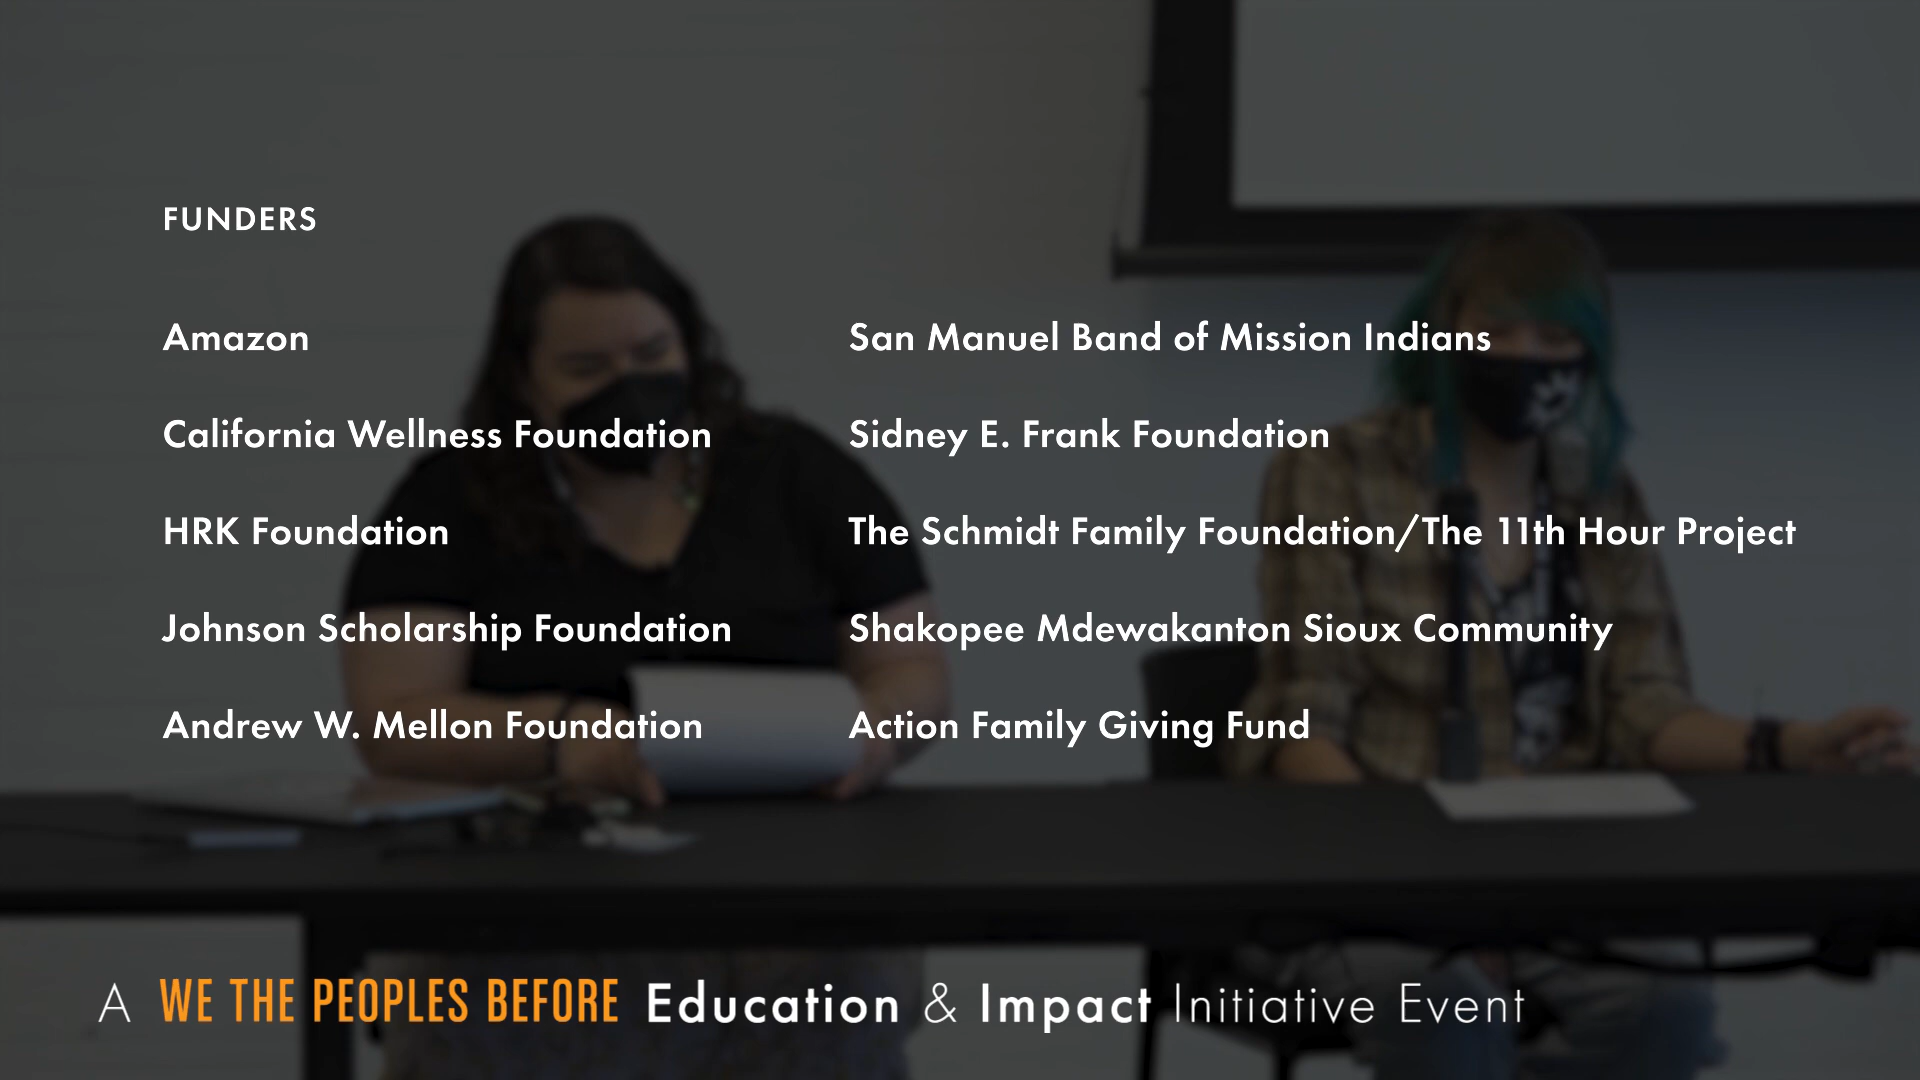 FUNDERS
Amazon
California Wellness Foundation
HRK Foundation
Johnson Scholarship Foundation
Andrew W. Mellon Foundation
San Manuel Band of Mission Indians
Sidney E. Frank Foundation
The Schmidt Family Foundation/The 11th Hour Project
Shakopee Mdewakanton Sioux Community
Action Family Giving Fund
A WE THE PEOPLES BEFORE Education & Impact Initiative Event